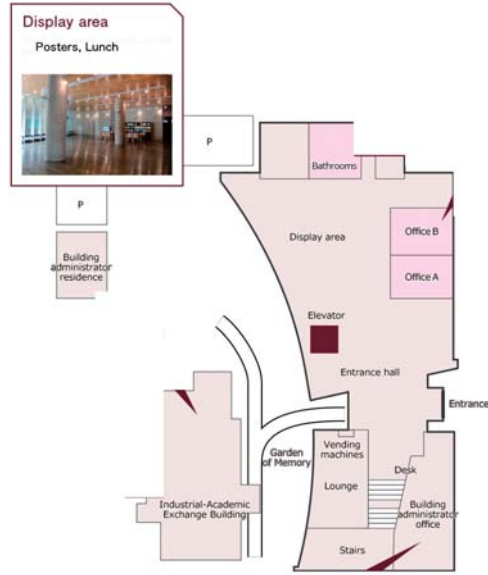 Display area
Posters, Lunch
P
Bathrooms
P
Office B
Display area
Building
administrator
residence
Office A
Elevator
Entrance hall
Entrance
Vending
machines
Garden
of Memory
Desk
Lounge
Industrial-Academic
Exchange Building
Building
administrator
office
Stairs